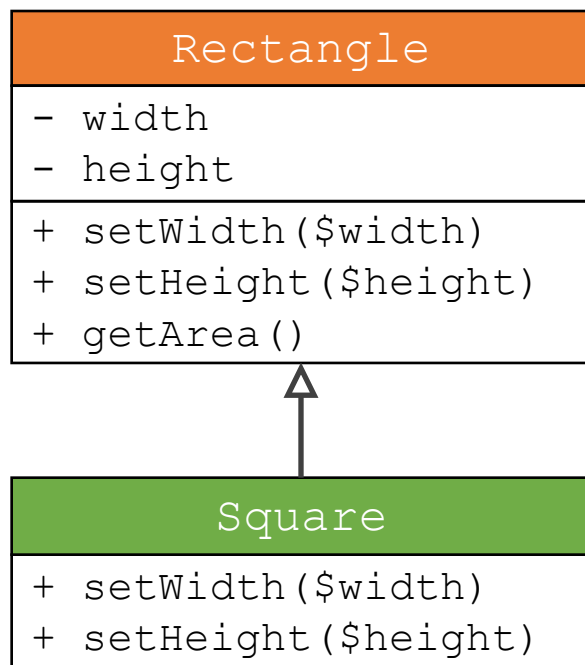 Rectangle
- width
- height
+ setWidth($width)
+ setHeight($height)
+ getArea()
Square
+ setWidth($width)
+ setHeight($height)